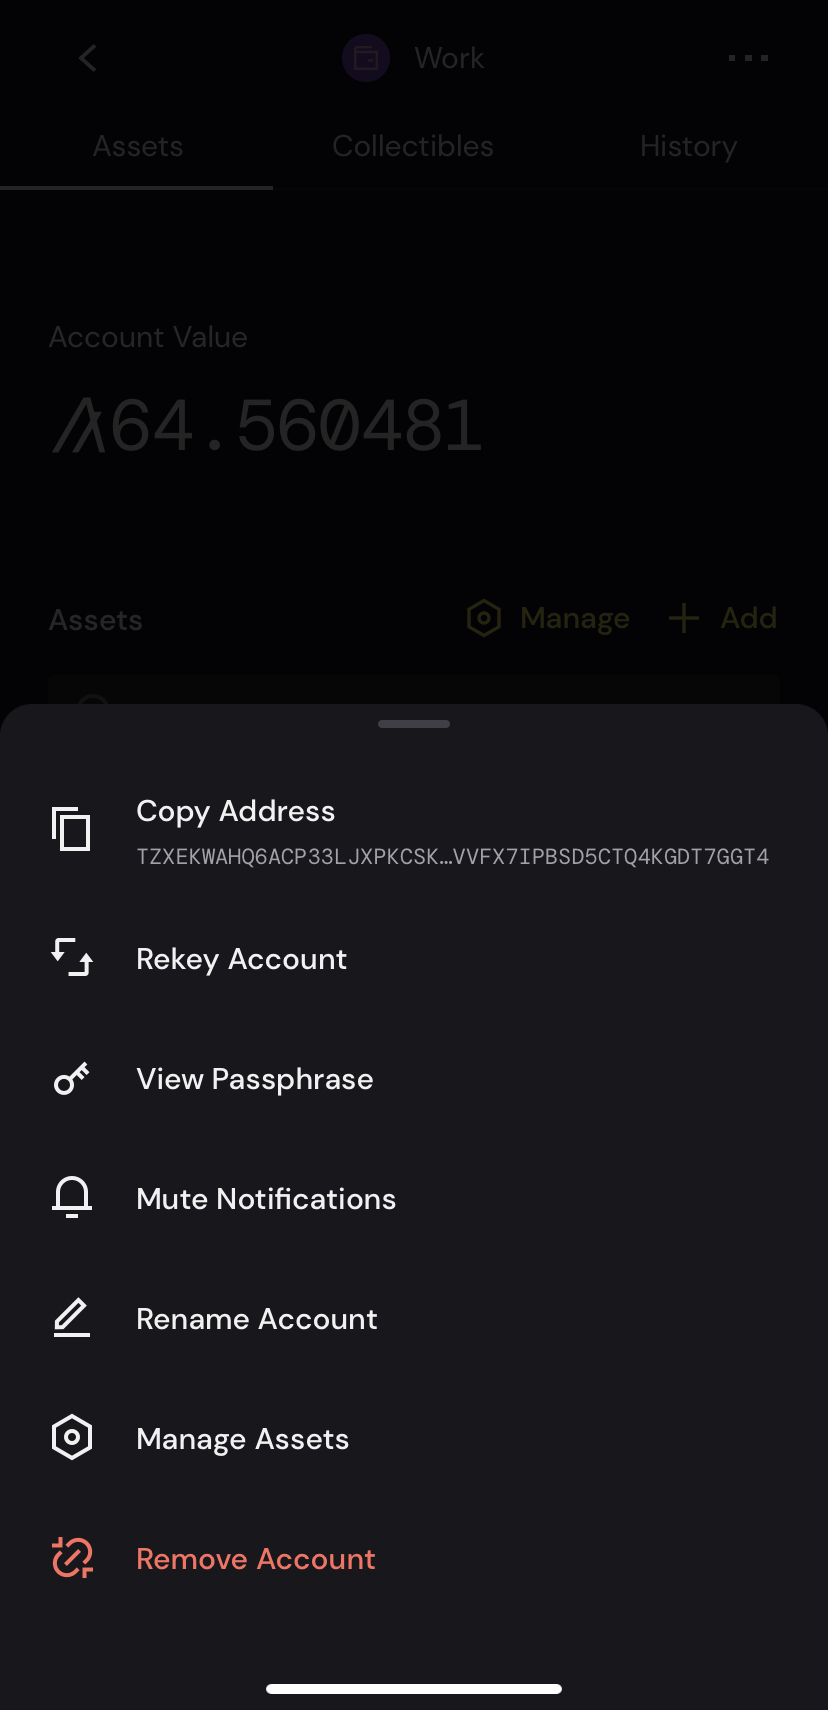 Work
Assets
Collectibles
History
Account Value
64.560481
Assets
Manage
Add
Copy Address
TZXEKWAHQ6ACP33LJXPKCSK…VVFX7IPBSD5CTQ4KGDT7GGT4
Rekey Account
View Passphrase
Mute Notifications
Rename Account
Manage Assets
Remove Account